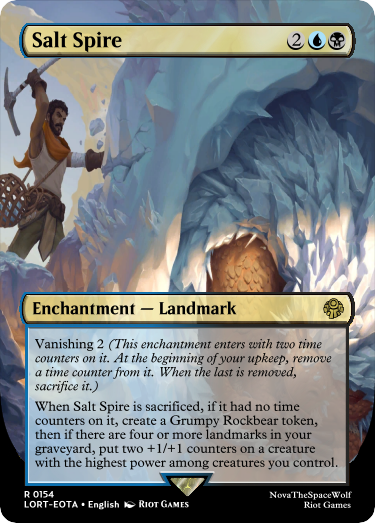 Salt Spire 2
Enchantment — Landmark
Vanishing 2 (This enchantment enters with two time
counters on it. At the beginning of your upkeep, remove
a time counter from it. When the last is removed,
sacrifice it.)
When Salt Spire is sacrificed, if it had no time
counters on it, create a Grumpy Rockbear token,
then if there are four or more landmarks in your
graveyard, put two +1/+1 counters on a creature
with the highest power among creatures you control.
R 0154 NovaTheSpaceWolf
LORT-EOTA • English Riot Games Riot Games